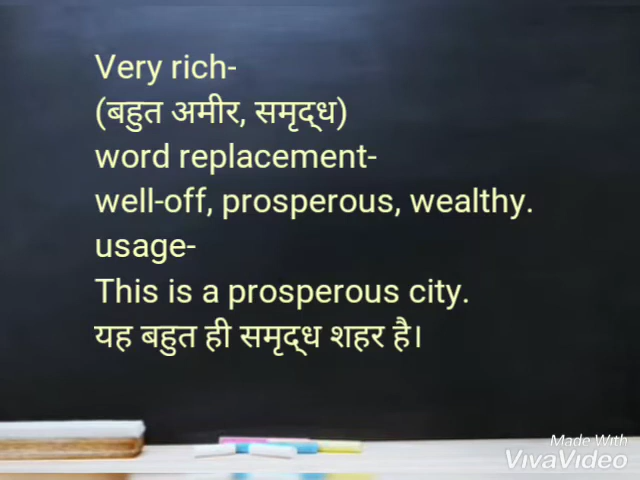 Very rich-
(बहुत अमीर, समृद्ध)
word replacement-
well-off, prosperous, wealthy.
usage-
This is a prosperous city.
यह बहुत ही समृद्ध शहर है।
Made With
VivaVideo